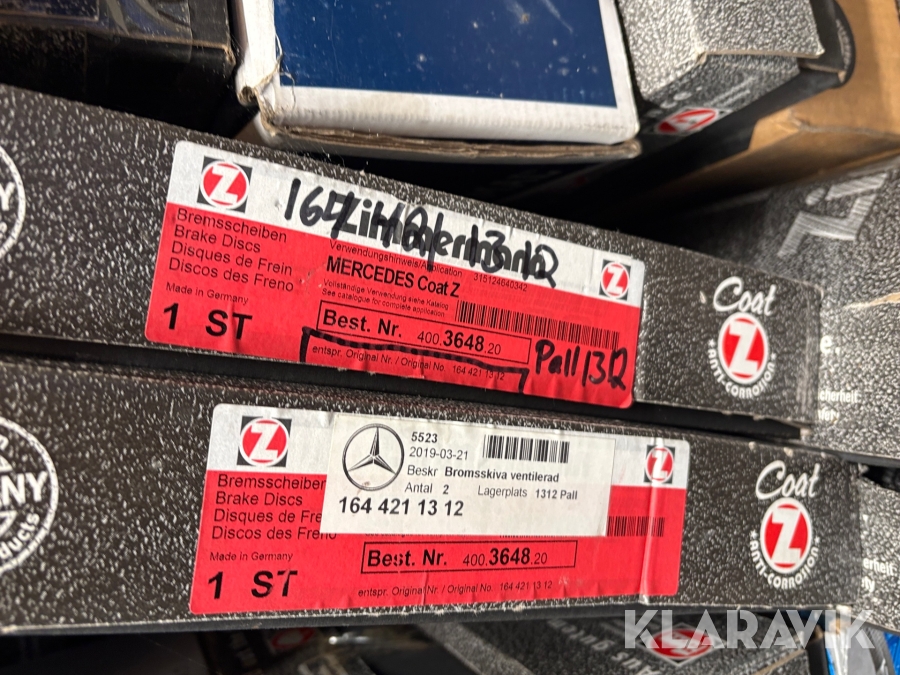 Z
Bremsscheiben
Brake Discs
Disques de Frein
Discos des Freno
Made in Germany
1 ST
Verwendungshinweis/Application 315124640342
MERCEDES Coat Z
Vollständige Verwendung siehe Katalog
See catalogue for complete application.
Best. Nr. 400.3648.20
entspr. Original Nr. / Original No. 164 421 13 12
Pall 13 12
Z
Coat
Z
ANTI-CORROSION
Z
Bremsscheiben
Brake Discs
Disques de Fre
Discos des Freno
Made in Germany
1 ST
5523
2019-03-21
Beskr Bromsskiva ventilerad
Antal 2 Lagerplats 1312 Pall
164 421 13 12
Best. Nr. 400.3648.20
entspr. Original Nr. / Original No. 164 421 13 12
Z
Coat
Z
ANTI-CORROSION
KLARAVIK